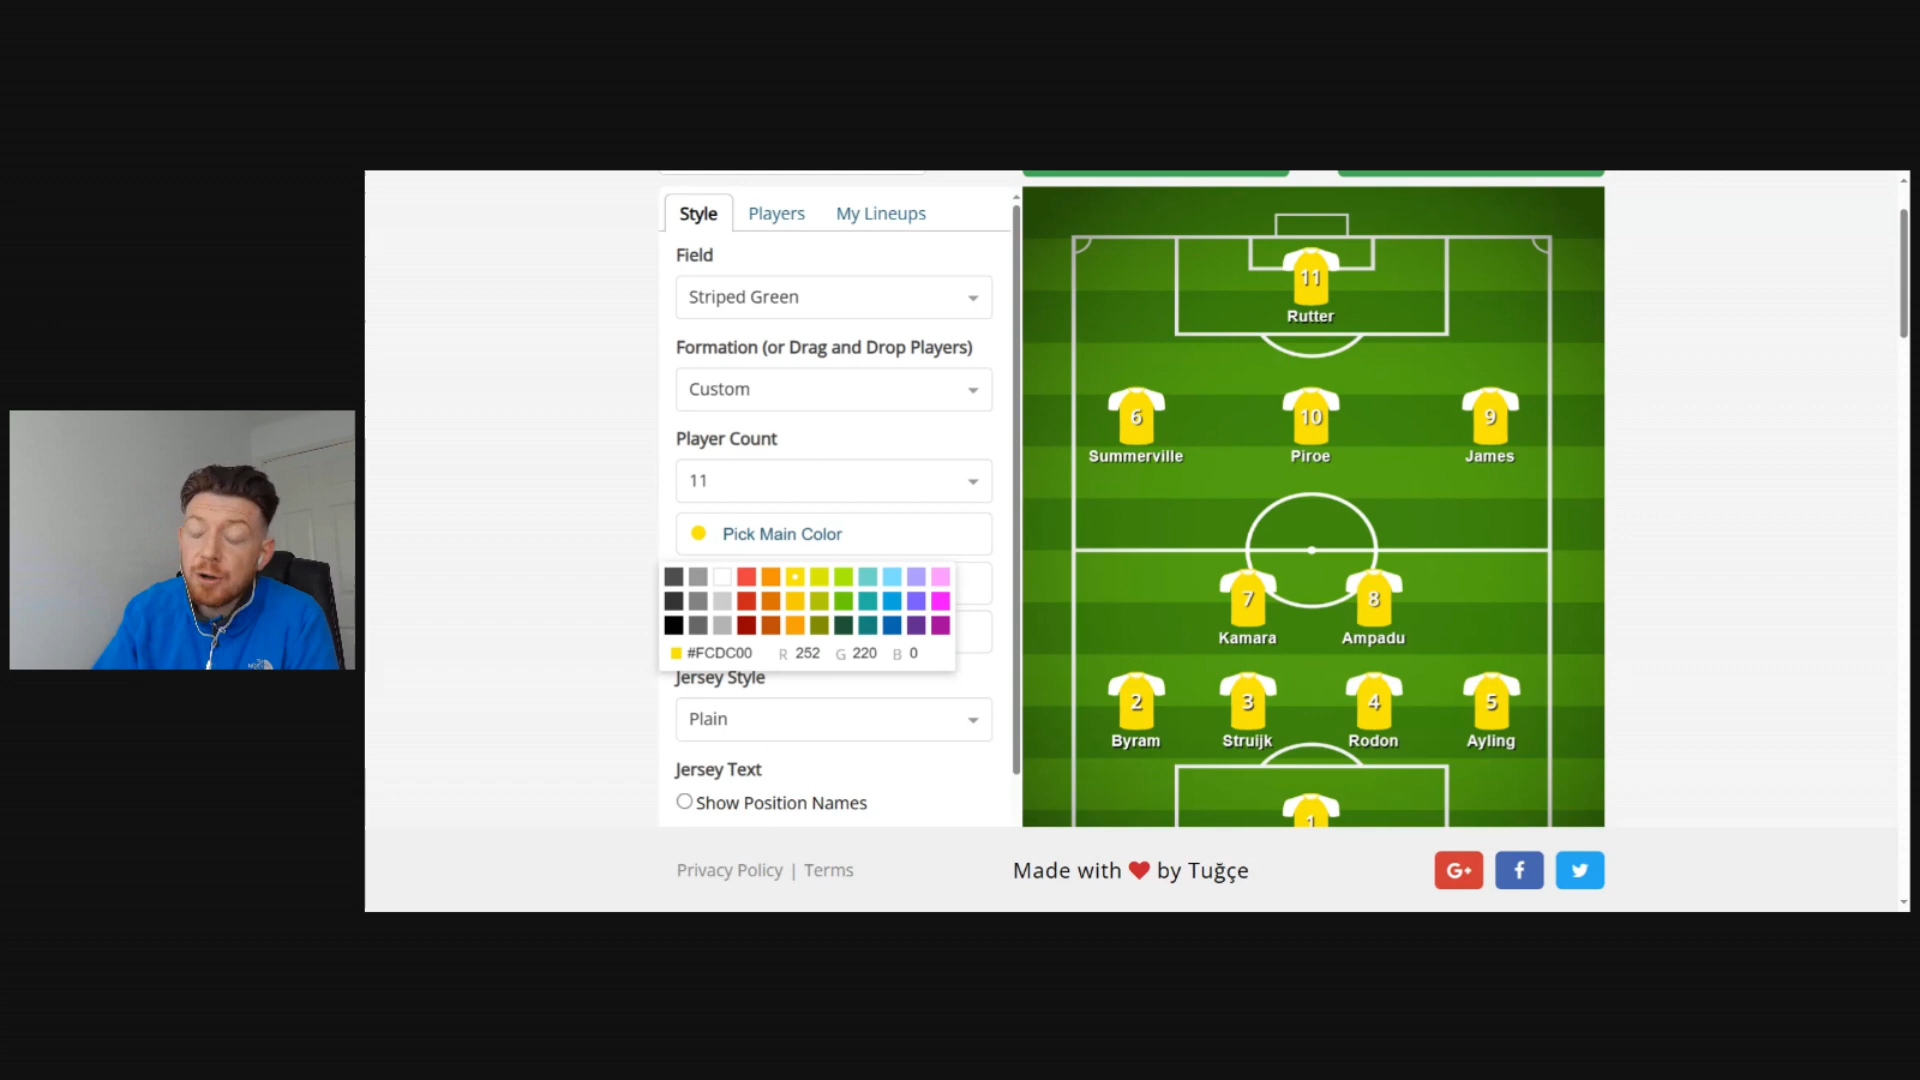 Style Players My Lineups
Field
Striped Green
Formation (or Drag and Drop Players)
Custom
Player Count
11
Pick Main Color
#FCDC00 R 252 G 220 B 0
Jersey Style
Plain
Jersey Text
Show Position Names
11
Rutter
6 10 9
Summerville Piroe James
7 8
Kamara Ampadu
2 3 4 5
Byram Struijk Rodon Ayling
1
Privacy Policy | Terms
Made with ❤ by Tuğçe
G+ f